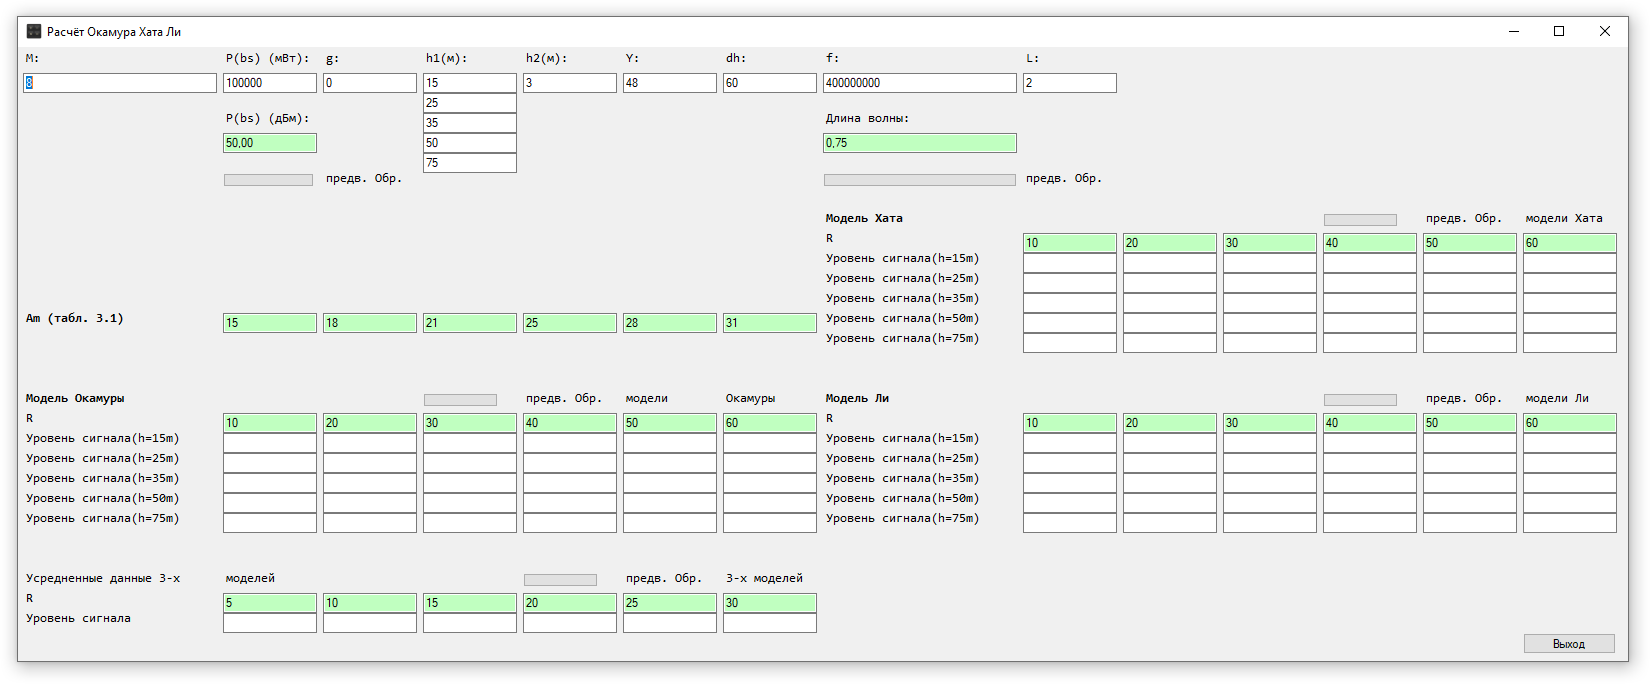 Расчёт Окамура Хата Ли
M: P(bs) (мВт): g: h1(м): h2(м): Y: dh: f: L:
8 100000 0 15 3 48 60 400000000 2
25
P(bs) (дБм): 35 Длина волны:
50,00 50 0,75
75
предв. Обр. предв. Обр.
Модель Хата предв. Обр. модели Хата
R 10 20 30 40 50 60
Уровень сигнала(h=15m)
Уровень сигнала(h=25m)
Уровень сигнала(h=35m)
Am (табл. 3.1) 15 18 21 25 28 31 Уровень сигнала(h=50m)
Уровень сигнала(h=75m)
Модель Окамуры предв. Обр. модели Окамуры Модель Ли предв. Обр. модели Ли
R 10 20 30 40 50 60 R 10 20 30 40 50 60
Уровень сигнала(h=15m) Уровень сигнала(h=15m)
Уровень сигнала(h=25m) Уровень сигнала(h=25m)
Уровень сигнала(h=35m) Уровень сигнала(h=35m)
Уровень сигнала(h=50m) Уровень сигнала(h=50m)
Уровень сигнала(h=75m) Уровень сигнала(h=75m)
Усредненные данные 3-х моделей предв. Обр. 3-х моделей
R 5 10 15 20 25 30
Уровень сигнала
Выход